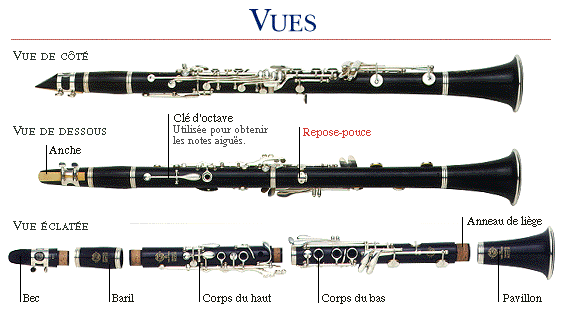 VUES
VUE DE CÔTÉ
Clé d'octave
Utilisée pour obtenir
les notes aiguës.
VUE DE DESSOUS
Repose-pouce
Anche
VUE ÉCLATÉE
Anneau de liège
Bec
Baril
Corps du haut
Corps du bas
Pavillon